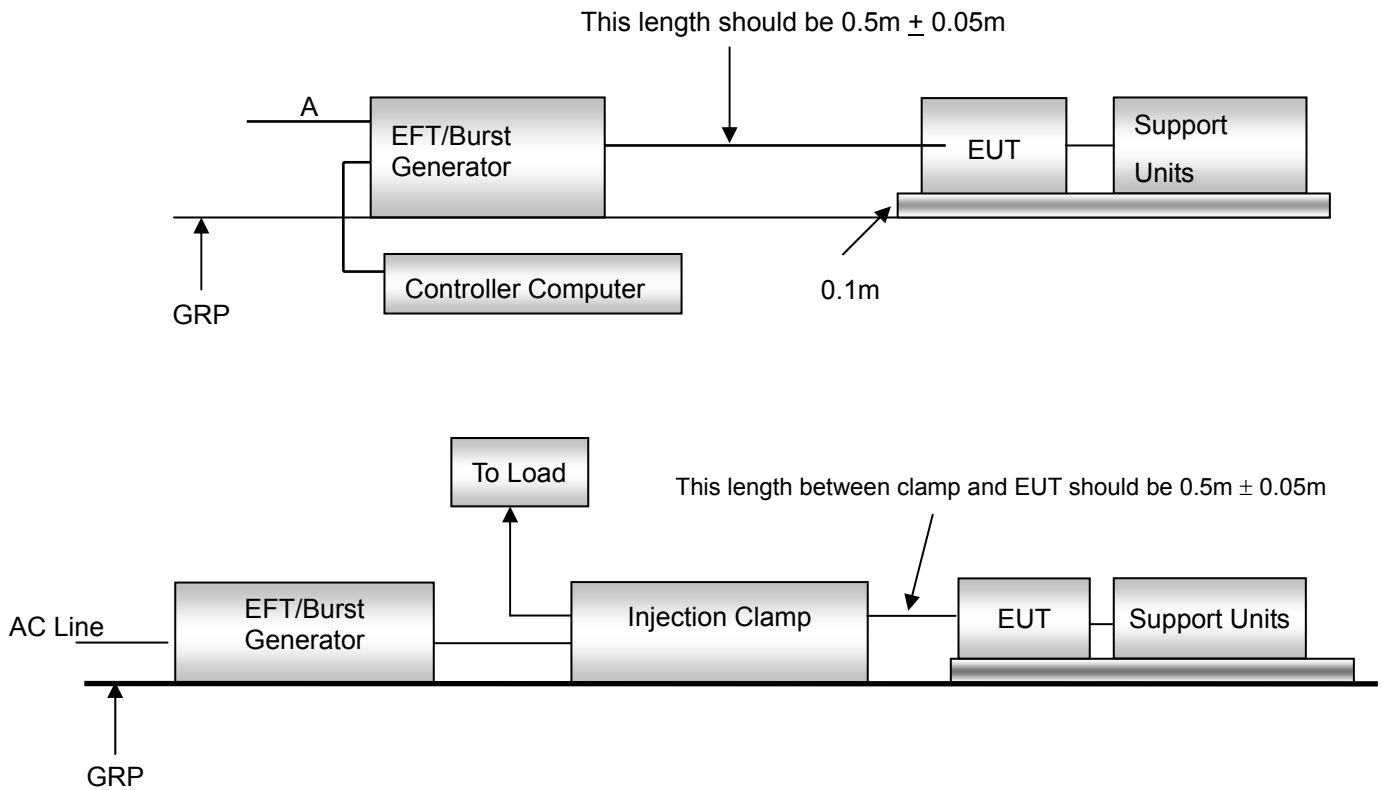 This length should be 0.5m ± 0.05m
A
EFT/Burst
Generator
EUT
Support
Units
Controller Computer
0.1m
GRP
To Load
This length between clamp and EUT should be 0.5m ± 0.05m
AC Line
EFT/Burst
Generator
Injection Clamp
EUT
Support Units
GRP